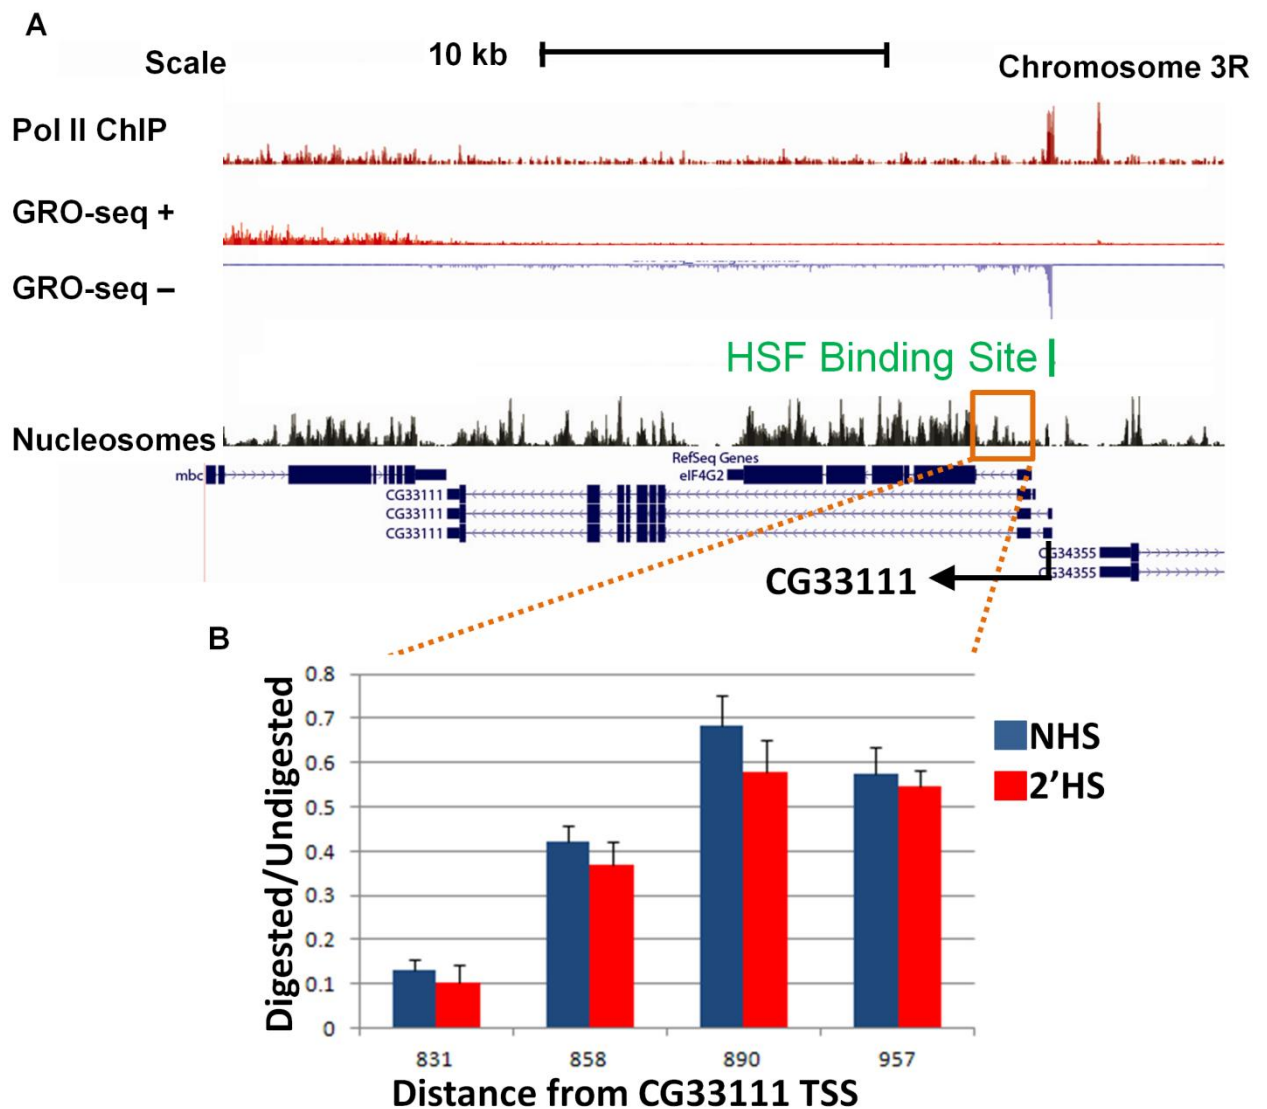 A
Scale
10 kb
Chromosome 3R
Pol II ChIP
GRO-seq +
GRO-seq –
HSF Binding Site
Nucleosomes
RefSeq Genes
mbc
eIF4G2
CG33111
CG33111
CG33111
CG34355
CG34355
CG33111
B
Digested/Undigested
0.8
0.7
0.6
0.5
0.4
0.3
0.2
0.1
0
831
858
890
957
Distance from CG33111 TSS
NHS
2’HS